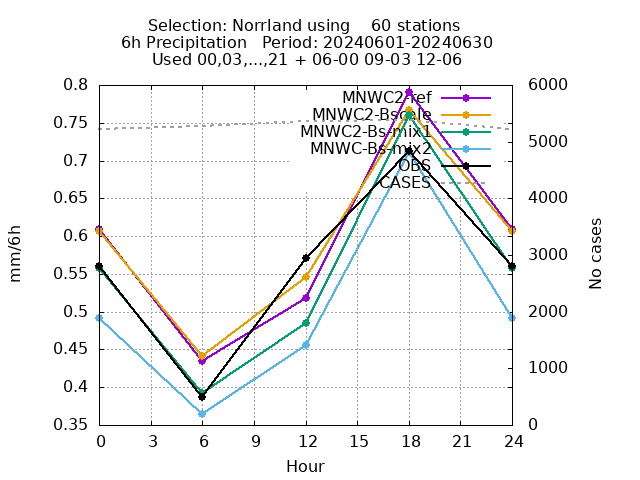 Selection: Norrland using    60 stations
6h Precipitation   Period: 20240601-20240630
Used 00,03,...,21 + 06-00 09-03 12-06
mm/6h
0.8
0.75
0.7
0.65
0.6
0.55
0.5
0.45
0.4
0.35
MNWC2-ref
MNWC2-Bscale
MNWC2-Bs-mix1
MNWC-Bs-mix2
OBS
CASES
6000
5000
4000
3000
2000
1000
0
No cases
0 3 6 9 12 15 18 21 24
Hour